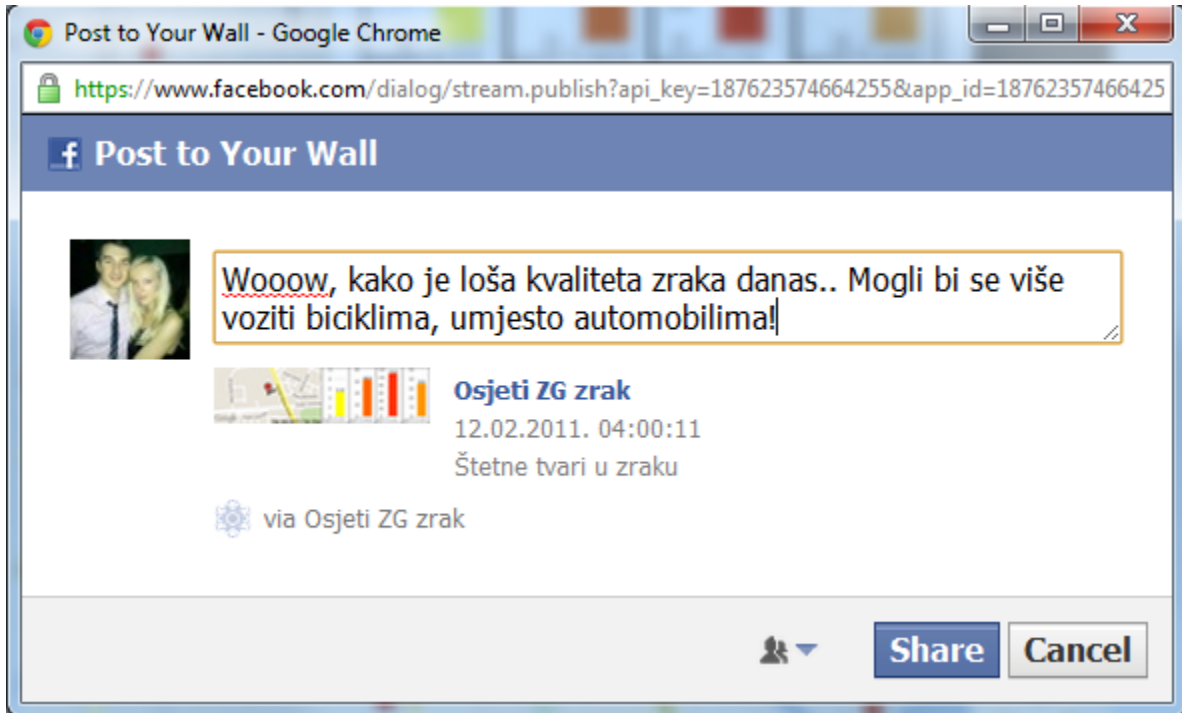 Post to Your Wall - Google Chrome
https://www.facebook.com/dialog/stream.publish?api_key=187623574664255&app_id=18762357466425
f Post to Your Wall
Wooow, kako je loša kvaliteta zraka danas.. Mogli bi se više
voziti biciklima, umjesto automobilima!
Osjeti ZG zrak
12.02.2011. 04:00:11
Štetne tvari u zraku
via Osjeti ZG zrak
Share Cancel